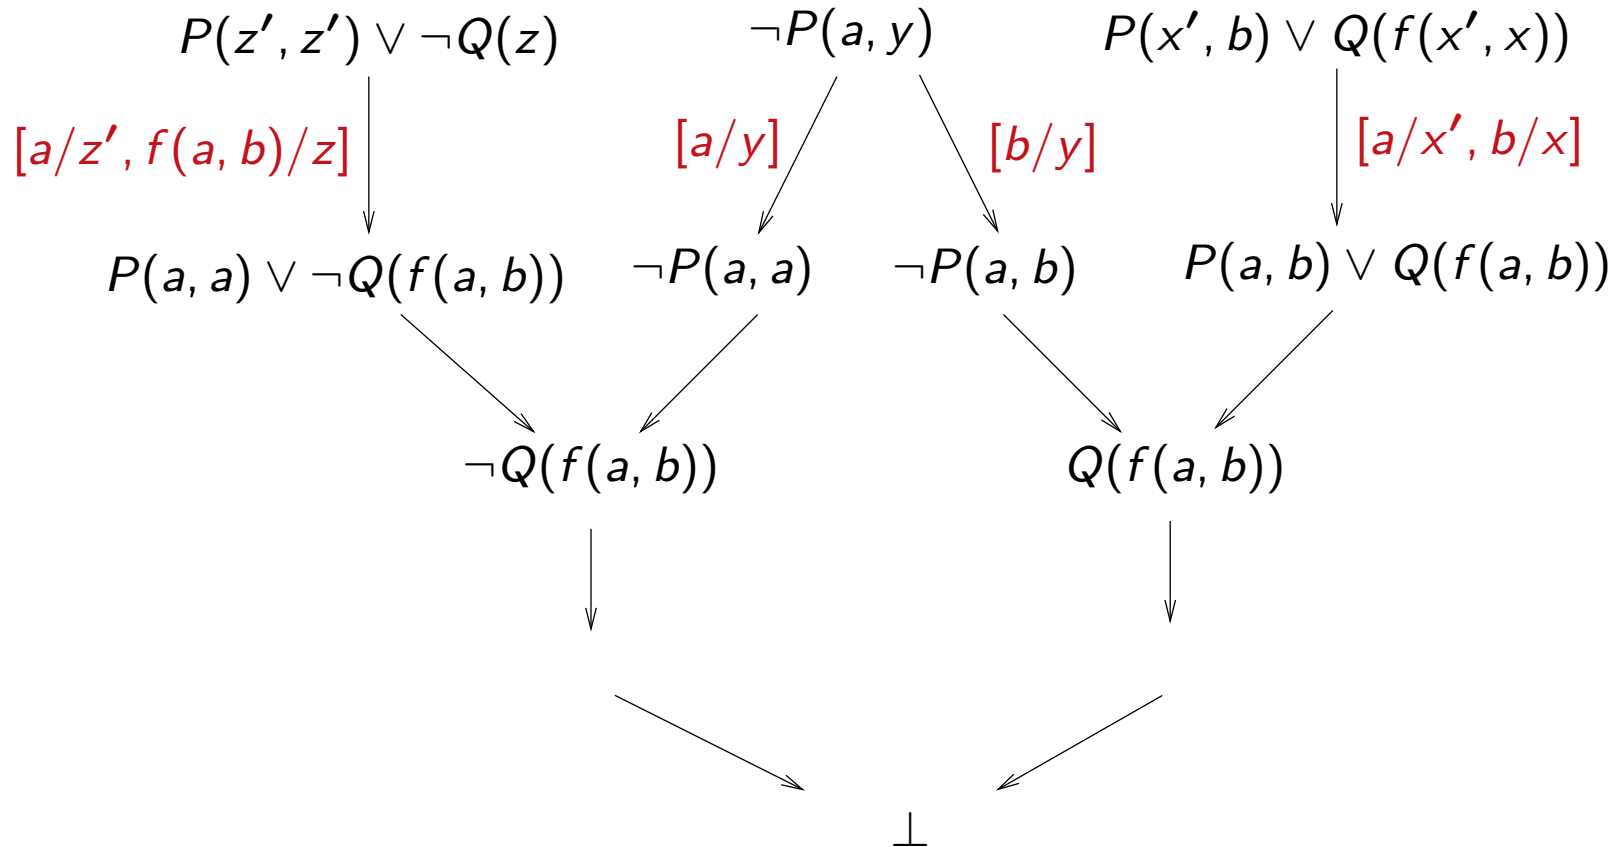 P(z′, z′) ∨ ¬Q(z) ¬P(a, y) P(x′, b) ∨ Q(f(x′, x))
[a/z′, f(a, b)/z] [a/y] [b/y] [a/x′, b/x]
P(a, a) ∨ ¬Q(f(a, b)) ¬P(a, a) ¬P(a, b) P(a, b) ∨ Q(f(a, b))
¬Q(f(a, b)) Q(f(a, b))
⊥